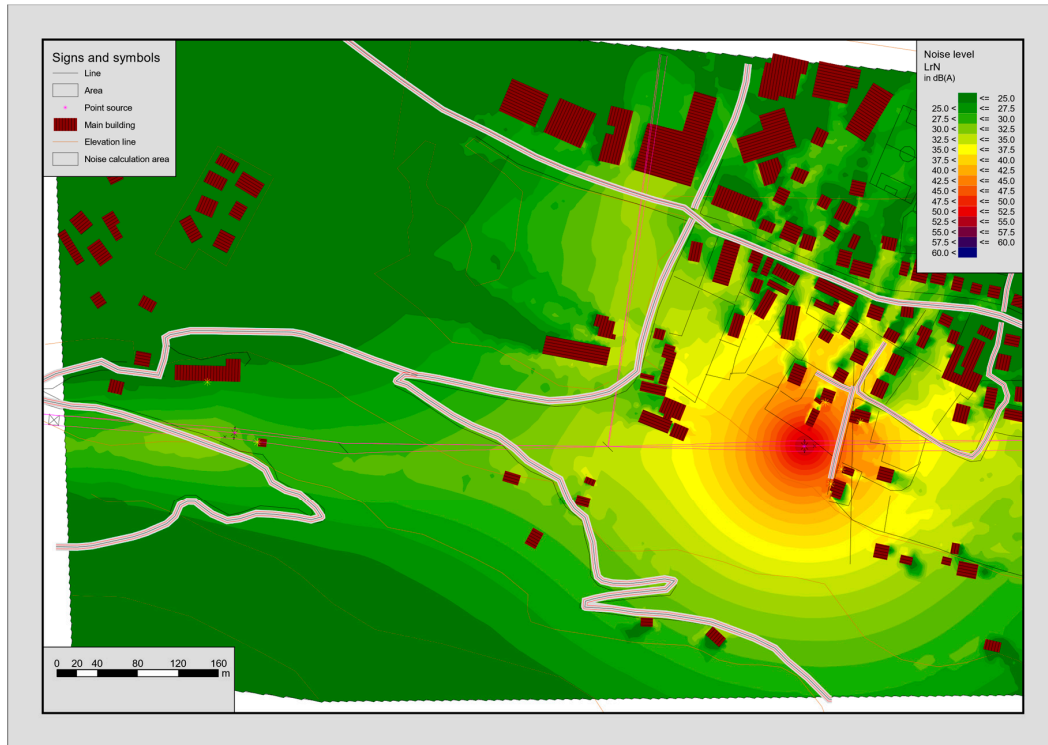 Signs and symbols
Line
Area
Point source
Main building
Elevation line
Noise calculation area
Noise level
LrN
in dB(A)
<= 25.0
25.0 < <= 27.5
27.5 < <= 30.0
30.0 < <= 32.5
32.5 < <= 35.0
35.0 < <= 37.5
37.5 < <= 40.0
40.0 < <= 42.5
42.5 < <= 45.0
45.0 < <= 47.5
47.5 < <= 50.0
50.0 < <= 52.5
52.5 < <= 55.0
55.0 < <= 57.5
57.5 < <= 60.0
60.0 <
0 20 40 80 120 160
m